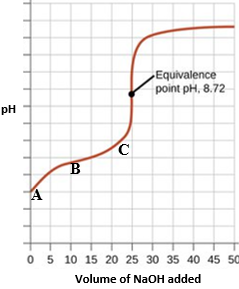 Equivalence
point pH, 8.72
pH
C
B
A
0 5 10 15 20 25 30 35 40 45 50
Volume of NaOH added